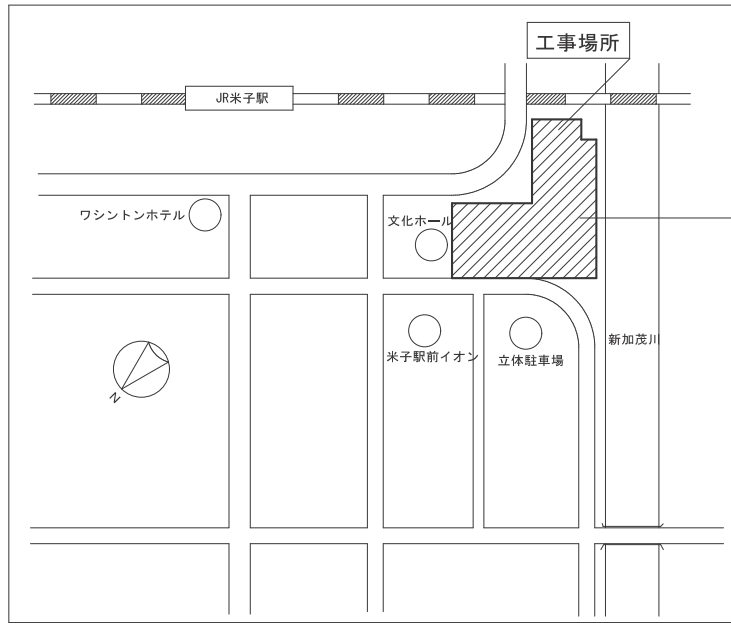 工事場所
JR米子駅
ワシントンホテル
文化ホール
米子駅前イオン
立体駐車場
新加茂川
N